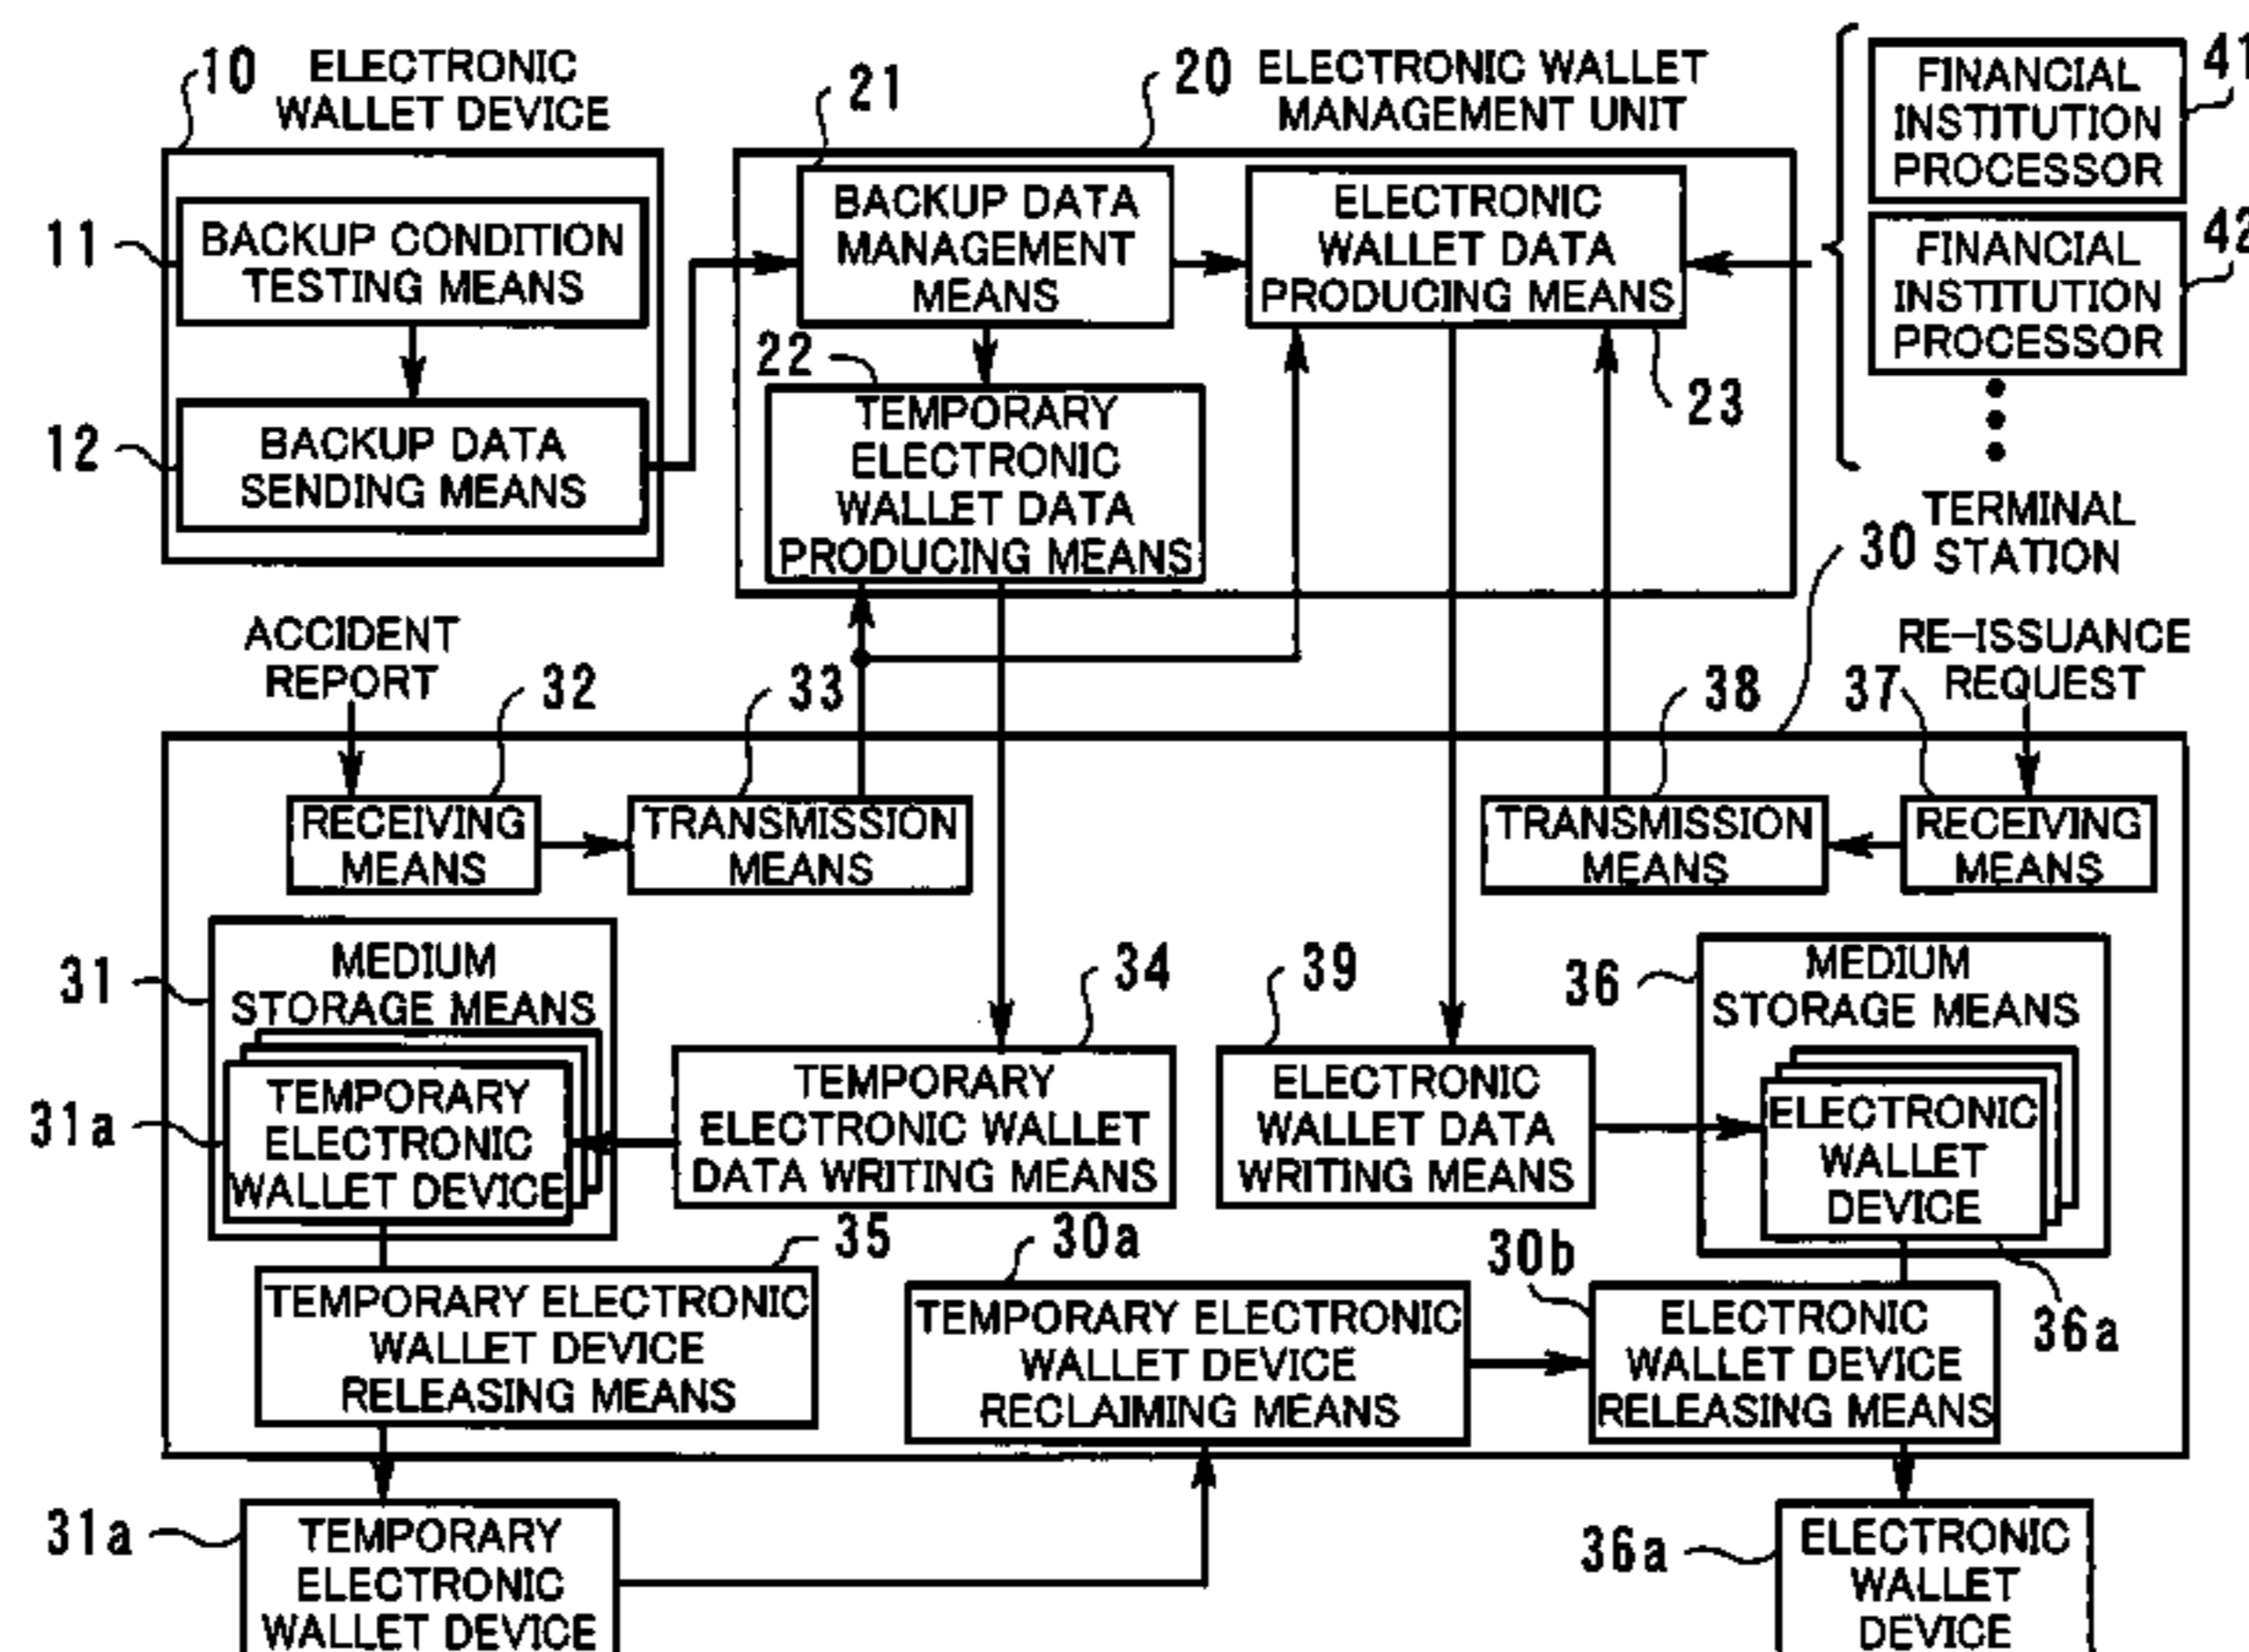 10
ELECTRONIC
WALLET DEVICE
11
BACKUP CONDITION
TESTING MEANS
12
BACKUP DATA
SENDING MEANS
20
ELECTRONIC WALLET
MANAGEMENT UNIT
21
BACKUP DATA
MANAGEMENT
MEANS
ELECTRONIC
WALLET DATA
PRODUCING MEANS
23
22
TEMPORARY
ELECTRONIC
WALLET DATA
PRODUCING MEANS
FINANCIAL
INSTITUTION
PROCESSOR
41
FINANCIAL
INSTITUTION
PROCESSOR
42
30
TERMINAL
STATION
ACCIDENT
REPORT
RE-ISSUANCE
REQUEST
32
RECEIVING
MEANS
33
TRANSMISSION
MEANS
38
TRANSMISSION
MEANS
37
RECEIVING
MEANS
31
MEDIUM
STORAGE MEANS
31a
TEMPORARY
ELECTRONIC
WALLET DEVICE
34
TEMPORARY
ELECTRONIC WALLET
DATA WRITING MEANS
39
ELECTRONIC
WALLET DATA
WRITING MEANS
36
MEDIUM
STORAGE MEANS
ELECTRONIC
WALLET
DEVICE
36a
35
TEMPORARY ELECTRONIC
WALLET DEVICE
RELEASING MEANS
30a
TEMPORARY ELECTRONIC
WALLET DEVICE
RECLAIMING MEANS
30b
ELECTRONIC
WALLET DEVICE
RELEASING MEANS
31a
TEMPORARY
ELECTRONIC
WALLET DEVICE
36a
ELECTRONIC
WALLET
DEVICE